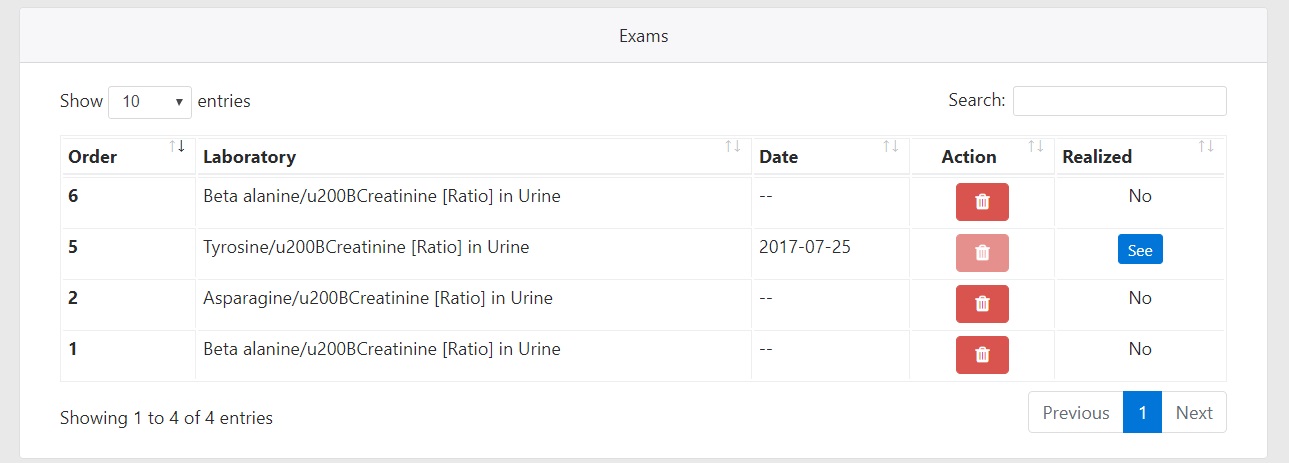 Exams
Show 10 entries Search:
Order Laboratory Date Action Realized
6 Beta alanine/u200BCreatinine [Ratio] in Urine -- No
5 Tyrosine/u200BCreatinine [Ratio] in Urine 2017-07-25 See
2 Asparagine/u200BCreatinine [Ratio] in Urine -- No
1 Beta alanine/u200BCreatinine [Ratio] in Urine -- No
Showing 1 to 4 of 4 entries Previous 1 Next